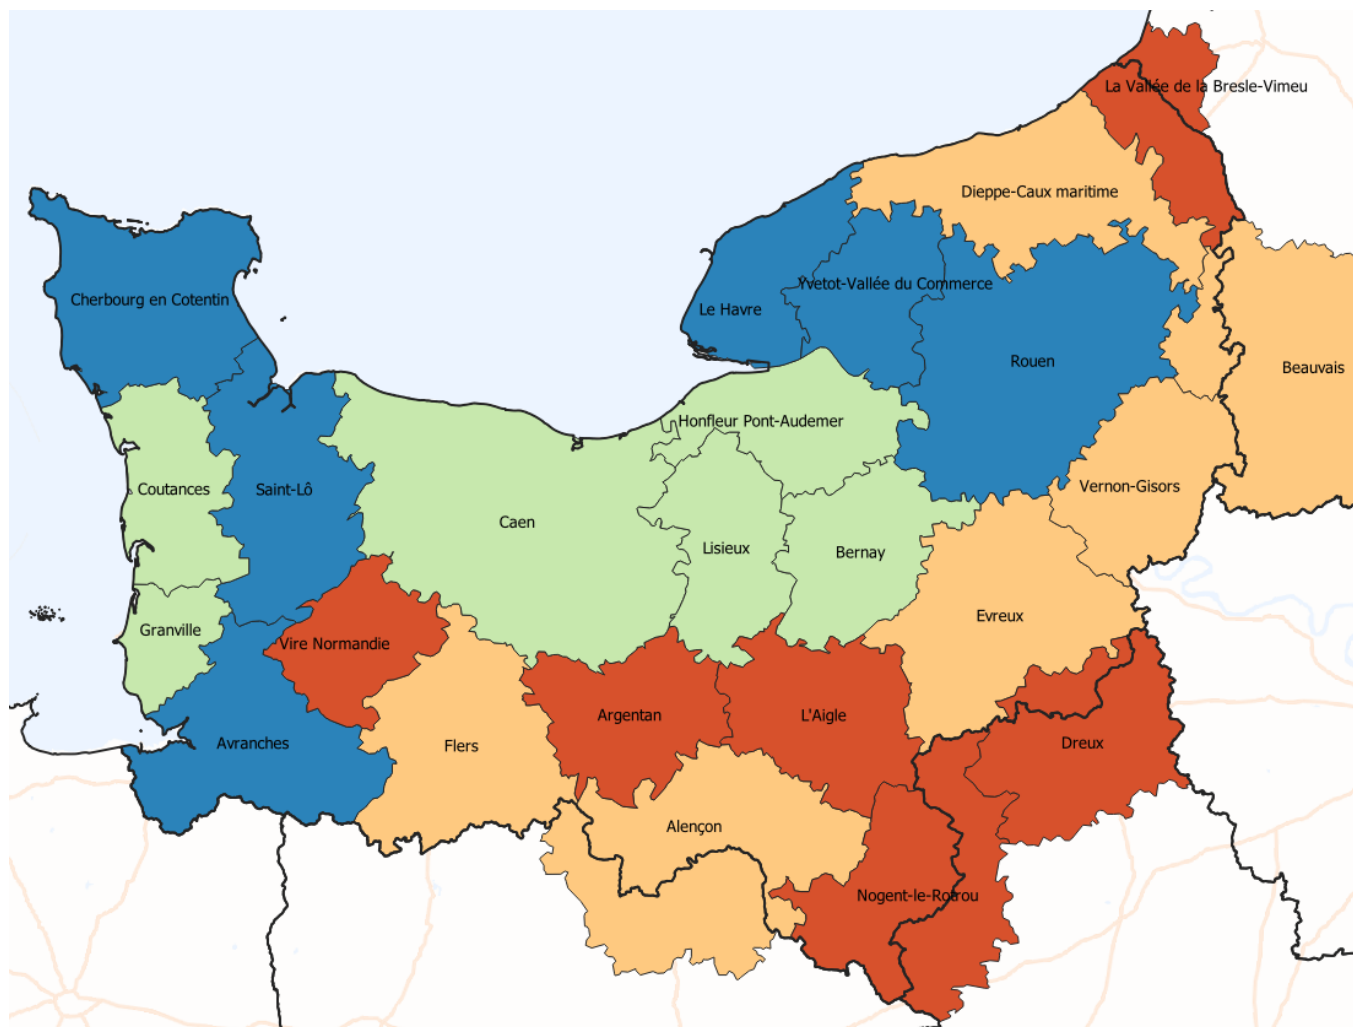 La Vallée de la Bresle-Vimeu
Dieppe-Caux maritime
Cherbourg en Cotentin
Yvetot-Vallée du Commerce
Le Havre
Rouen
Beauvais
Honfleur Pont-Audemer
Vernon-Gisors
Coutances
Saint-Lô
Caen
Lisieux
Bernay
Evreux
Granville
Vire Normandie
Argentan
L'Aigle
Avranches
Flers
Dreux
Alençon
Nogent-le-Rotrou